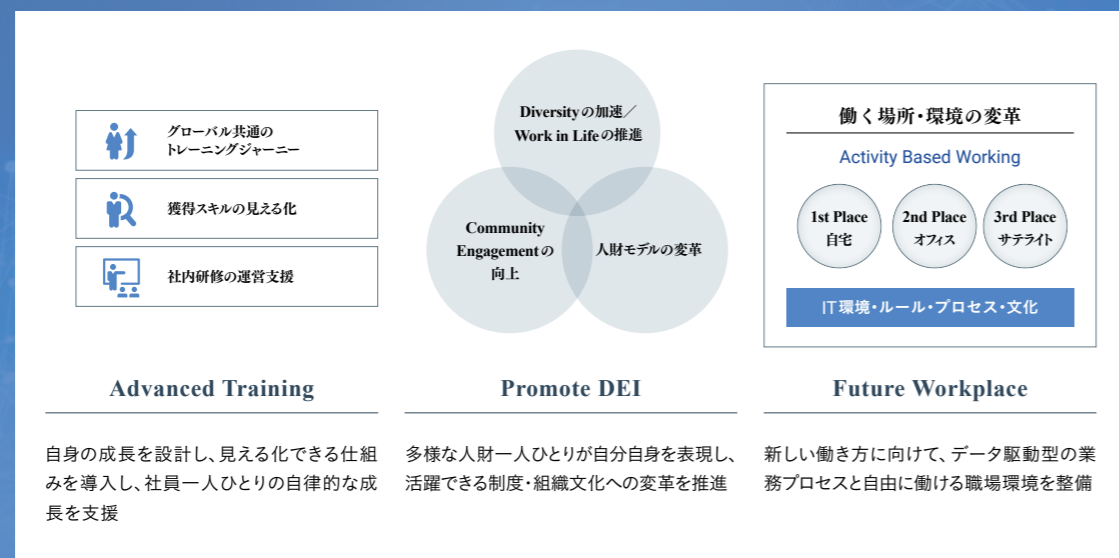 グローバル共通の
トレーニングジャーニー
獲得スキルの見える化
社内研修の運営支援
Advanced Training
自身の成長を設計し、見える化できる仕組
みを導入し、社員一人ひとりの自律的な成
長を支援
Diversityの加速／
Work in Lifeの推進
Community
Engagementの
向上
人財モデルの変革
Promote DEI
多様な人財一人ひとりが自分自身を表現し、
活躍できる制度・組織文化への変革を推進
働く場所・環境の変革
Activity Based Working
1st Place
自宅
2nd Place
オフィス
3rd Place
サテライト
IT環境・ルール・プロセス・文化
Future Workplace
新しい働き方に向けて、データ駆動型の業
務プロセスと自由に働ける職場環境を整備